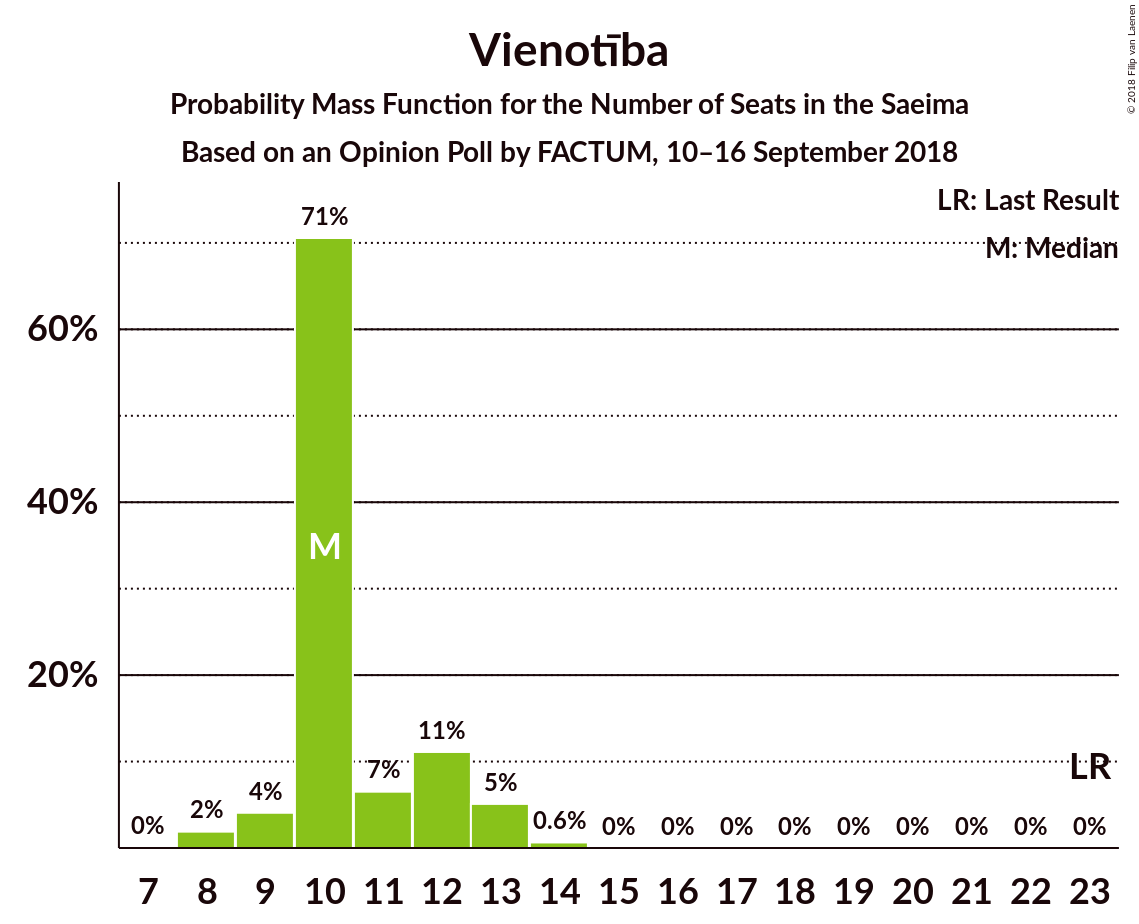 Vienotība
Probability Mass Function for the Number of Seats in the Saeima
Based on an Opinion Poll by FACTUM, 10–16 September 2018
© 2018 Filip van Laenen
LR: Last Result
M: Median
60%
40%
20%
0%
2%
4%
71%
M
7%
11%
5%
0.6%
0%
0%
0%
0%
0%
0%
0%
0%
0%
LR
7 8 9 10 11 12 13 14 15 16 17 18 19 20 21 22 23